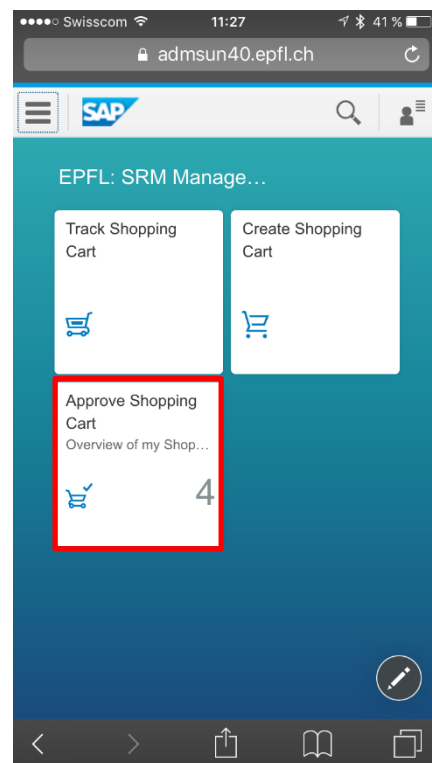 Swisscom 11:27 41 %
admsun40.epfl.ch
SAP
EPFL: SRM Manage...
Track Shopping
Cart
Create Shopping
Cart
Approve Shopping
Cart
Overview of my Shop...
4